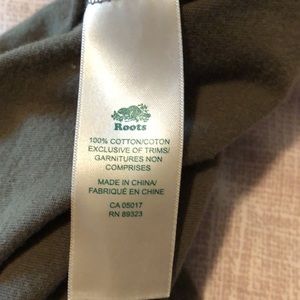 Roots
100% COTTON/COTON
EXCLUSIVE OF TRIMS/
GARNITURES NON
COMPRISES
MADE IN CHINA/
FABRIQUÉ EN CHINE
CA 05017
RN 89323